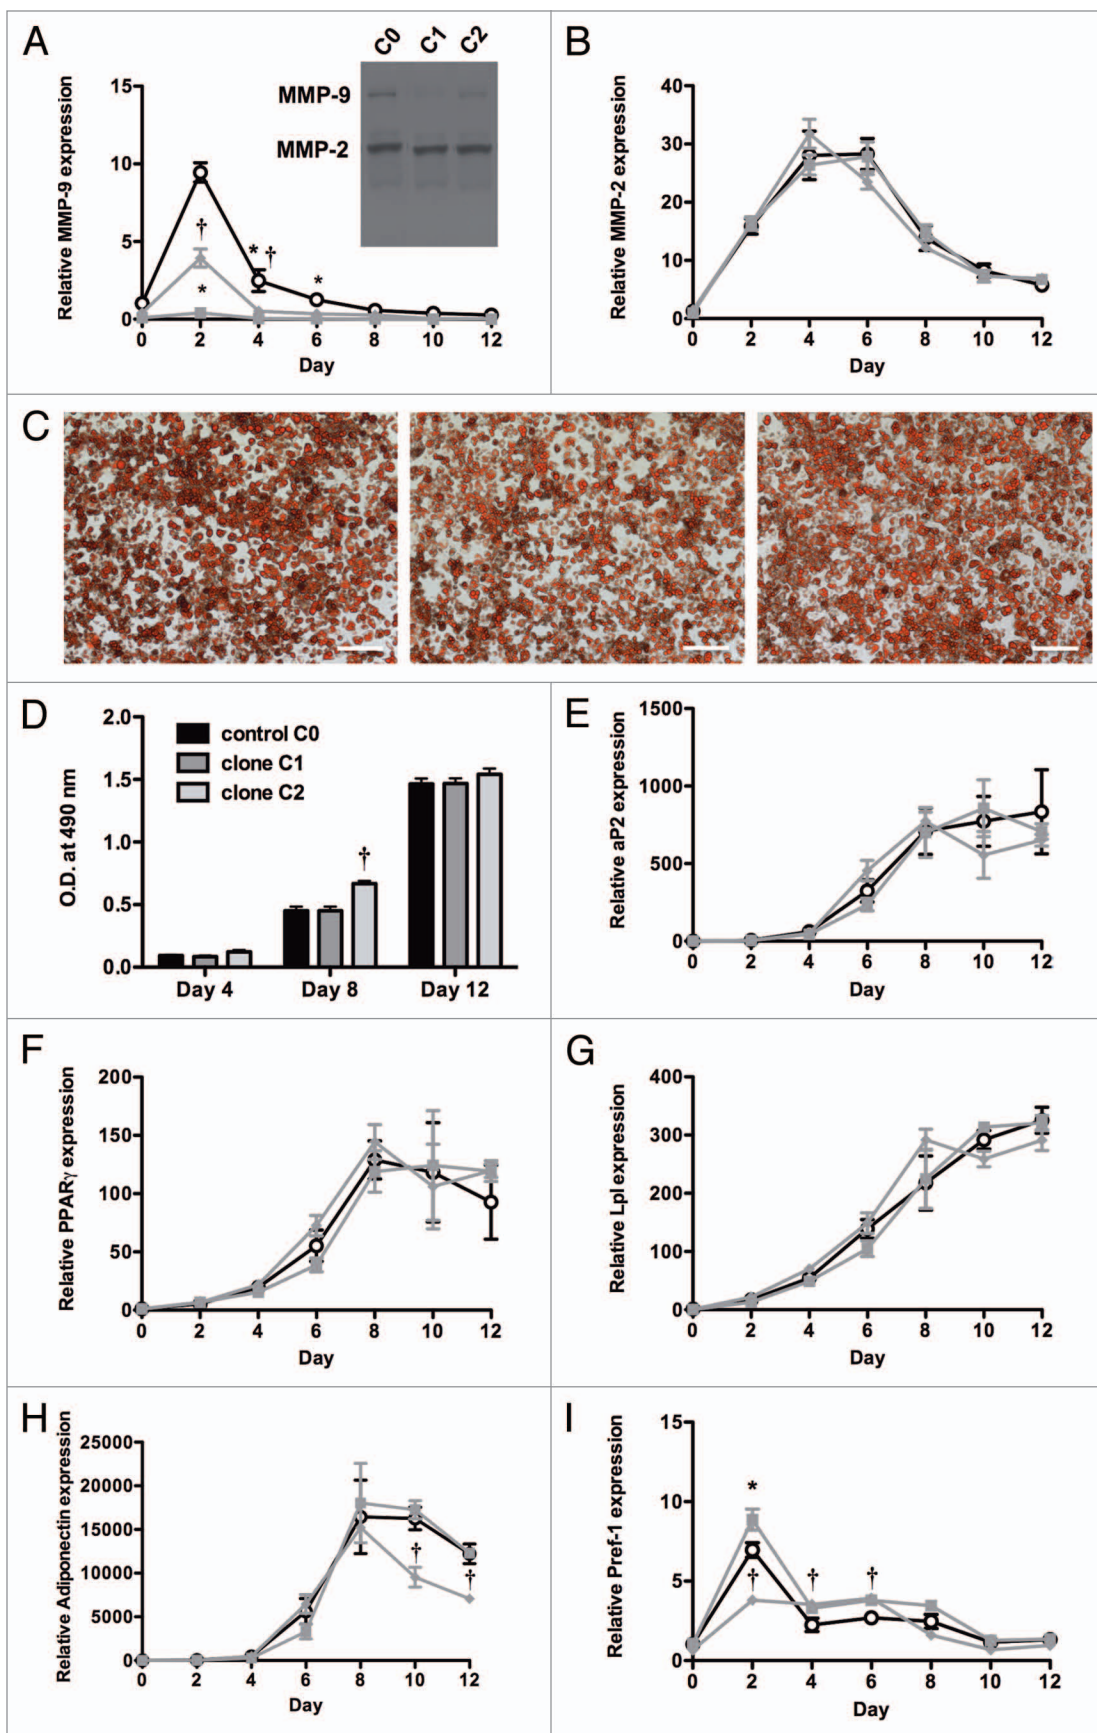 A
C0 C1 C2
MMP-9
MMP-2
Relative MMP-9 expression
15
10
5
0
†
*
* †
*
0 2 4 6 8 10 12
Day
B
Relative MMP-2 expression
40
30
20
10
0
0 2 4 6 8 10 12
Day
C
D
O.D. at 490 nm
2.0
1.5
1.0
0.5
0.0
control C0
clone C1
clone C2
†
Day 4 Day 8 Day 12
E
Relative aP2 expression
1500
1000
500
0
0 2 4 6 8 10 12
Day
F
Relative PPARγ expression
200
150
100
50
0
0 2 4 6 8 10 12
Day
G
Relative Lpl expression
400
300
200
100
0
0 2 4 6 8 10 12
Day
H
Relative Adiponectin expression
25000
20000
15000
10000
5000
0
†
†
0 2 4 6 8 10 12
Day
I
Relative Pref-1 expression
15
10
5
0
*
† † †
0 2 4 6 8 10 12
Day